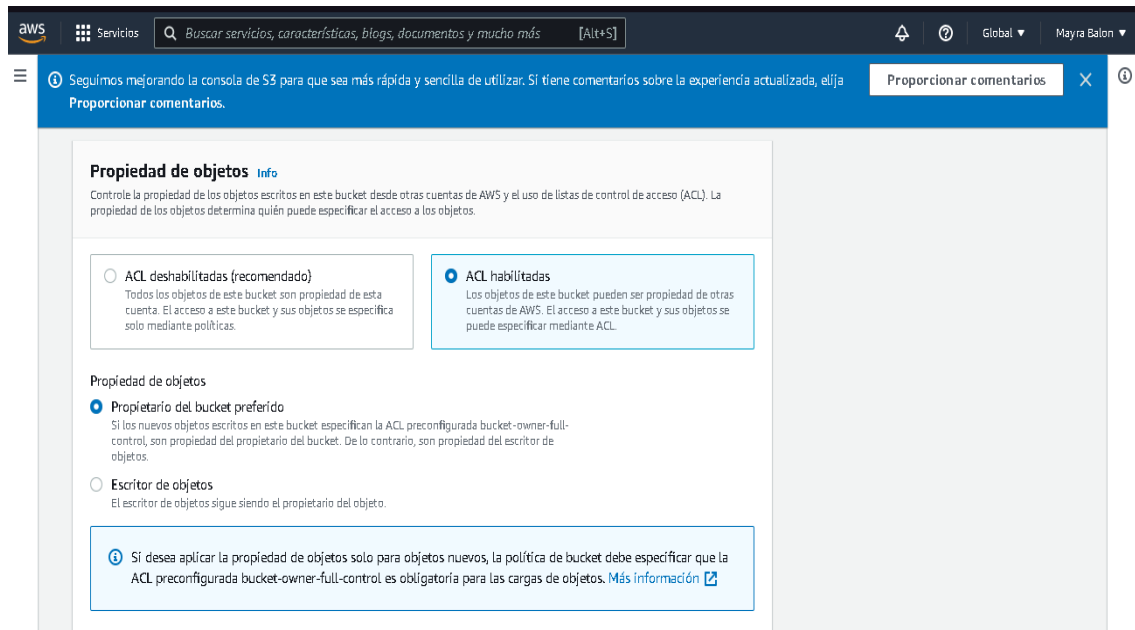 aws Servicios Buscar servicios, características, blogs, documentos y mucho más [Alt+S] Global ▼ Mayra Balon ▼
Seguimos mejorando la consola de S3 para que sea más rápida y sencilla de utilizar. Si tiene comentarios sobre la experiencia actualizada, elija
Proporcionar comentarios.
Proporcionar comentarios
Propiedad de objetos Info
Controle la propiedad de los objetos escritos en este bucket desde otras cuentas de AWS y el uso de listas de control de acceso (ACL). La
propiedad de los objetos determina quién puede especificar el acceso a los objetos.
ACL deshabilitadas (recomendado)
Todos los objetos de este bucket son propiedad de esta
cuenta. El acceso a este bucket y sus objetos se especifica
solo mediante políticas.
ACL habilitadas
Los objetos de este bucket pueden ser propiedad de otras
cuentas de AWS. El acceso a este bucket y sus objetos se
puede especificar mediante ACL.
Propiedad de objetos
Propietario del bucket preferido
Si los nuevos objetos escritos en este bucket especifican la ACL preconfigurada bucket-owner-full-
control, son propiedad del propietario del bucket. De lo contrario, son propiedad del escritor de
objetos.
Escritor de objetos
El escritor de objetos sigue siendo el propietario del objeto.
Si desea aplicar la propiedad de objetos solo para objetos nuevos, la política de bucket debe especificar que la
ACL preconfigurada bucket-owner-full-control es obligatoria para las cargas de objetos. Más información